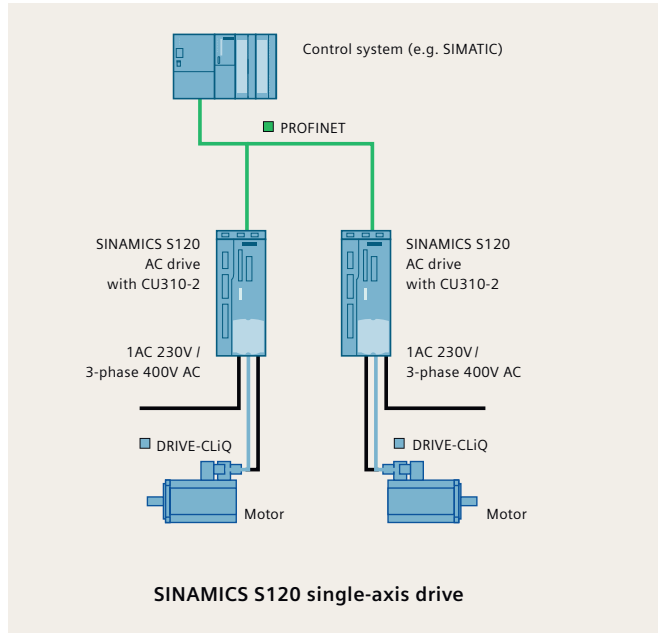 Control system (e.g. SIMATIC)
PROFINET
SINAMICS S120
AC drive
with CU310-2
SINAMICS S120
AC drive
with CU310-2
1AC 230V /
3-phase 400V AC
1AC 230V /
3-phase 400V AC
DRIVE-CLiQ
DRIVE-CLiQ
Motor
Motor
SINAMICS S120 single-axis drive